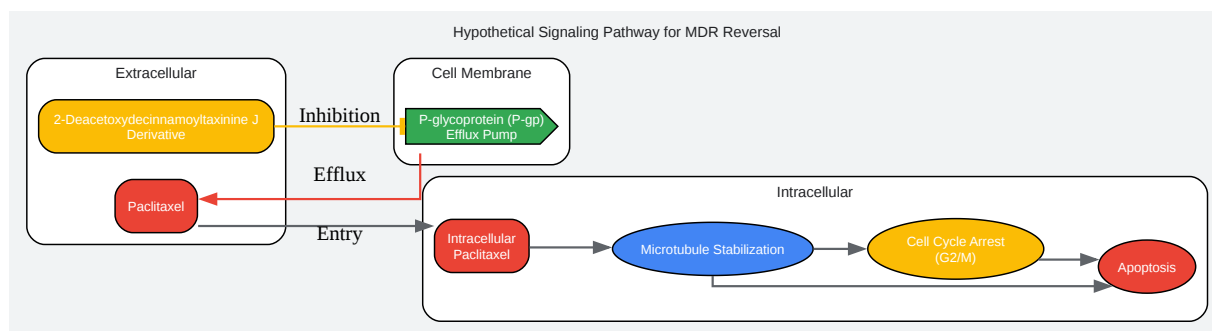 Hypothetical Signaling Pathway for MDR Reversal
Extracellular
Cell Membrane
2-Deacetoxydecinnamoyltaxinine J
Derivative
Inhibition
P-glycoprotein (P-gp)
Efflux Pump
Efflux
Paclitaxel
Entry
Intracellular
Intracellular
Paclitaxel
Microtubule Stabilization
Cell Cycle Arrest
(G2/M)
Apoptosis